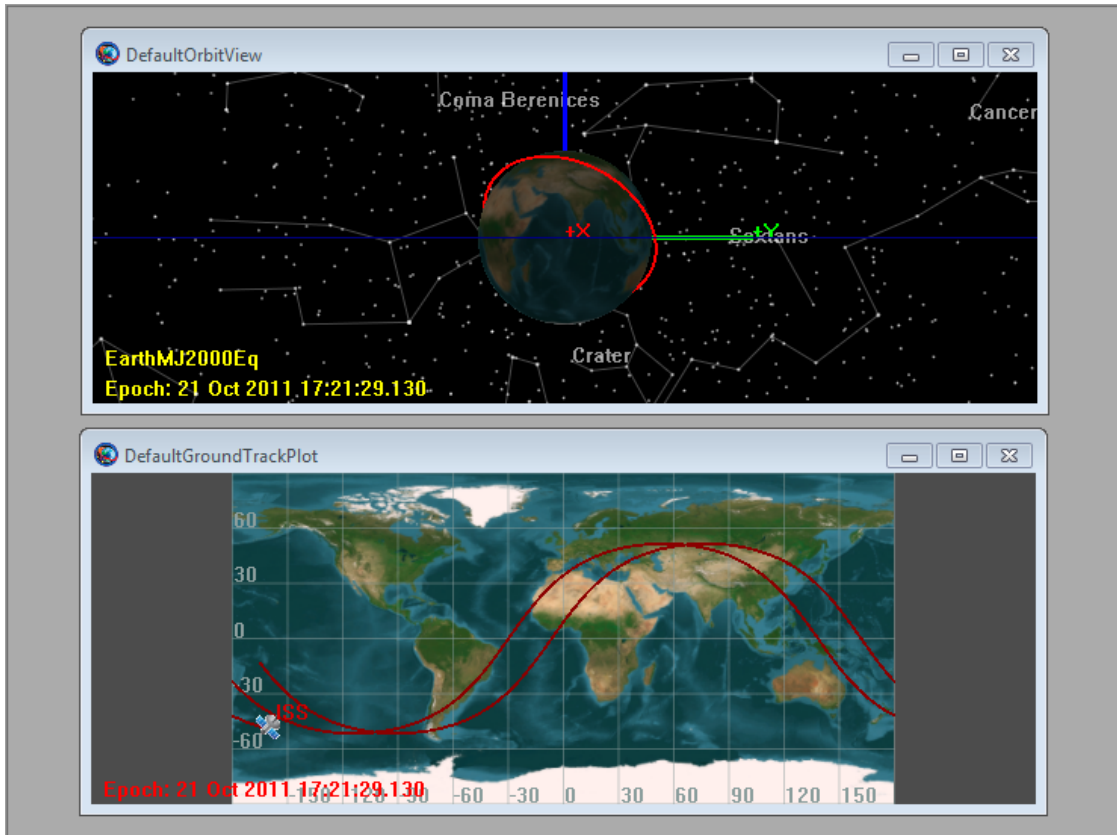 DefaultOrbitView
Coma Berenices
Cancer
+X
Sextans
+Y
Crater
EarthMJ2000Eq
Epoch: 21 Oct 2011 17:21:29.130
DefaultGroundTrackPlot
60
30
0
-30
ISS
-60
Epoch: 21 Oct 2011 17:21:29.130
-150 -90 -60 -30 0 30 60 90 120 150